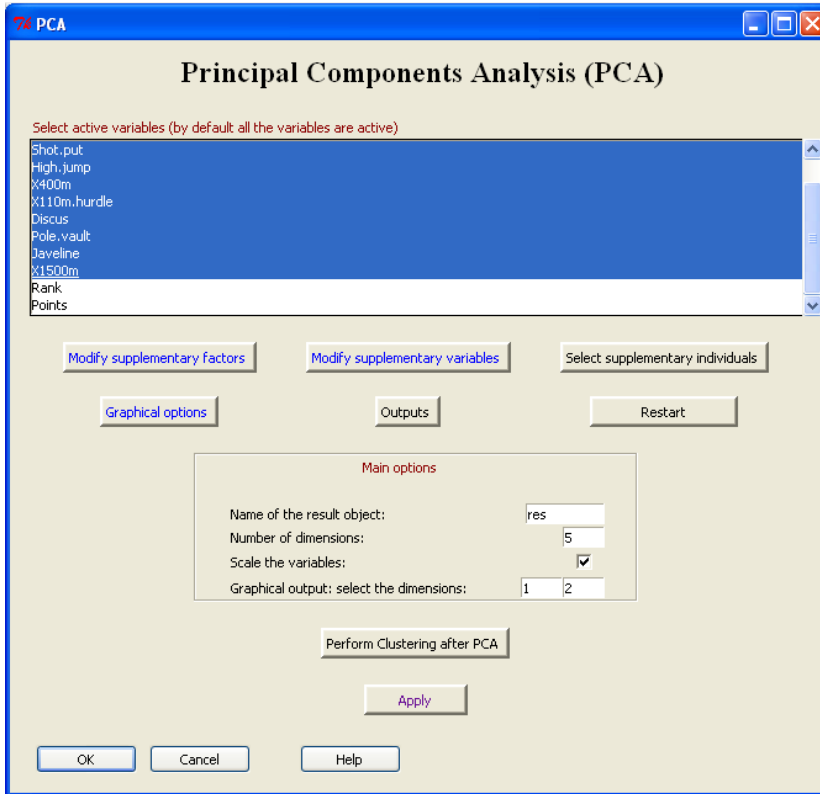 PCA
Principal Components Analysis (PCA)
Select active variables (by default all the variables are active)
Shot.put
High.jump
X400m
X110m.hurdle
Discus
Pole.vault
Javeline
X1500m
Rank
Points
Modify supplementary factors Modify supplementary variables Select supplementary individuals
Graphical options Outputs Restart
Main options
Name of the result object: res
Number of dimensions: 5
Scale the variables:
Graphical output: select the dimensions: 1 2
Perform Clustering after PCA
Apply
OK Cancel Help